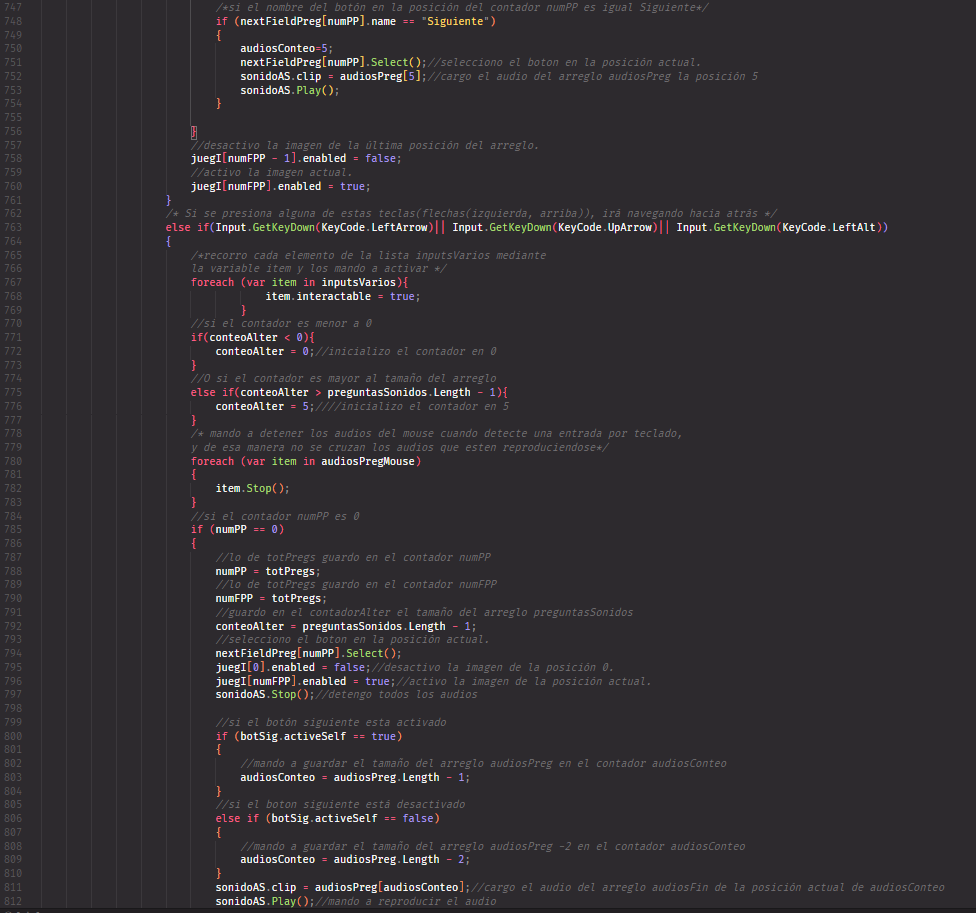 747 /*si el nombre del botón en la posición del contador numPP es igual Siguiente*/
748 if (nextFieldPreg[numPP].name == "Siguiente")
749 {
750 audiosConteo=5;
751 nextFieldPreg[numPP].Select();//selecciono el boton en la posición actual.
752 sonidoAS.clip = audiosPreg[5];//cargo el audio del arreglo audiosPreg la posición 5
753 sonidoAS.Play();
754 }
755
756 }
757 //desactivo la imagen de la última posición del arreglo.
758 juegI[numFPP - 1].enabled = false;
759 //activo la imagen actual.
760 juegI[numFPP].enabled = true;
761 }
762 /* Si se presiona alguna de estas teclas(flechas(izquierda, arriba)), irá navegando hacia atrás */
763 else if(Input.GetKeyDown(KeyCode.LeftArrow)|| Input.GetKeyDown(KeyCode.UpArrow)|| Input.GetKeyDown(KeyCode.LeftAlt))
764 {
765 /*recorro cada elemento de la lista inputsVarios mediante
766 la variable item y los mando a activar */
767 foreach (var item in inputsVarios){
768 item.interactable = true;
769 }
770 //si el contador es menor a 0
771 if(conteoAlter < 0){
772 conteoAlter = 0;//inicializo el contador en 0
773 }
774 //O si el contador es mayor al tamaño del arreglo
775 else if(conteoAlter > preguntasSonidos.Length - 1){
776 conteoAlter = 5;////inicializo el contador en 5
777 }
778 /* mando a detener los audios del mouse cuando detecte una entrada por teclado,
779 y de esa manera no se cruzan los audios que esten reproduciendose*/
780 foreach (var item in audiosPregMouse)
781 {
782 item.Stop();
783 }
784 //si el contador numPP es 0
785 if (numPP == 0)
786 {
787 //lo de totPregs guardo en el contador numPP
788 numPP = totPregs;
789 //lo de totPregs guardo en el contador numFPP
790 numFPP = totPregs;
791 //guardo en el contadorAlter el tamaño del arreglo preguntasSonidos
792 conteoAlter = preguntasSonidos.Length - 1;
793 //selecciono el boton en la posición actual.
794 nextFieldPreg[numPP].Select();
795 juegI[0].enabled = false;//desactivo la imagen de la posición 0.
796 juegI[numFPP].enabled = true;//activo la imagen de la posición actual.
797 sonidoAS.Stop();//detengo todos los audios
798
799 //si el botón siguiente esta activado
800 if (botSig.activeSelf == true)
801 {
802 //mando a guardar el tamaño del arreglo audiosPreg en el contador audiosConteo
803 audiosConteo = audiosPreg.Length - 1;
804 }
805 //si el boton siguiente está desactivado
806 else if (botSig.activeSelf == false)
807 {
808 //mando a guardar el tamaño del arreglo audiosPreg -2 en el contador audiosConteo
809 audiosConteo = audiosPreg.Length - 2;
810 }
811 sonidoAS.clip = audiosPreg[audiosConteo];//cargo el audio del arreglo audiosFin de la posición actual de audiosConteo
812 sonidoAS.Play();//mando a reproducir el audio